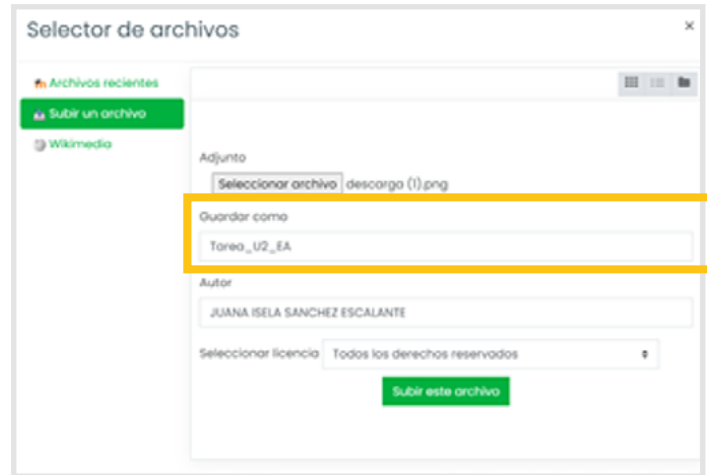 Selector de archivos
×
Archivos recientes
Subir un archivo
Wikimedia
Adjunto
Seleccionar archivo descarga (1).png
Guardar como
Tarea_U2_EA
Autor
JUANA ISELA SANCHEZ ESCALANTE
Seleccionar licencia Todos los derechos reservados
Subir este archivo